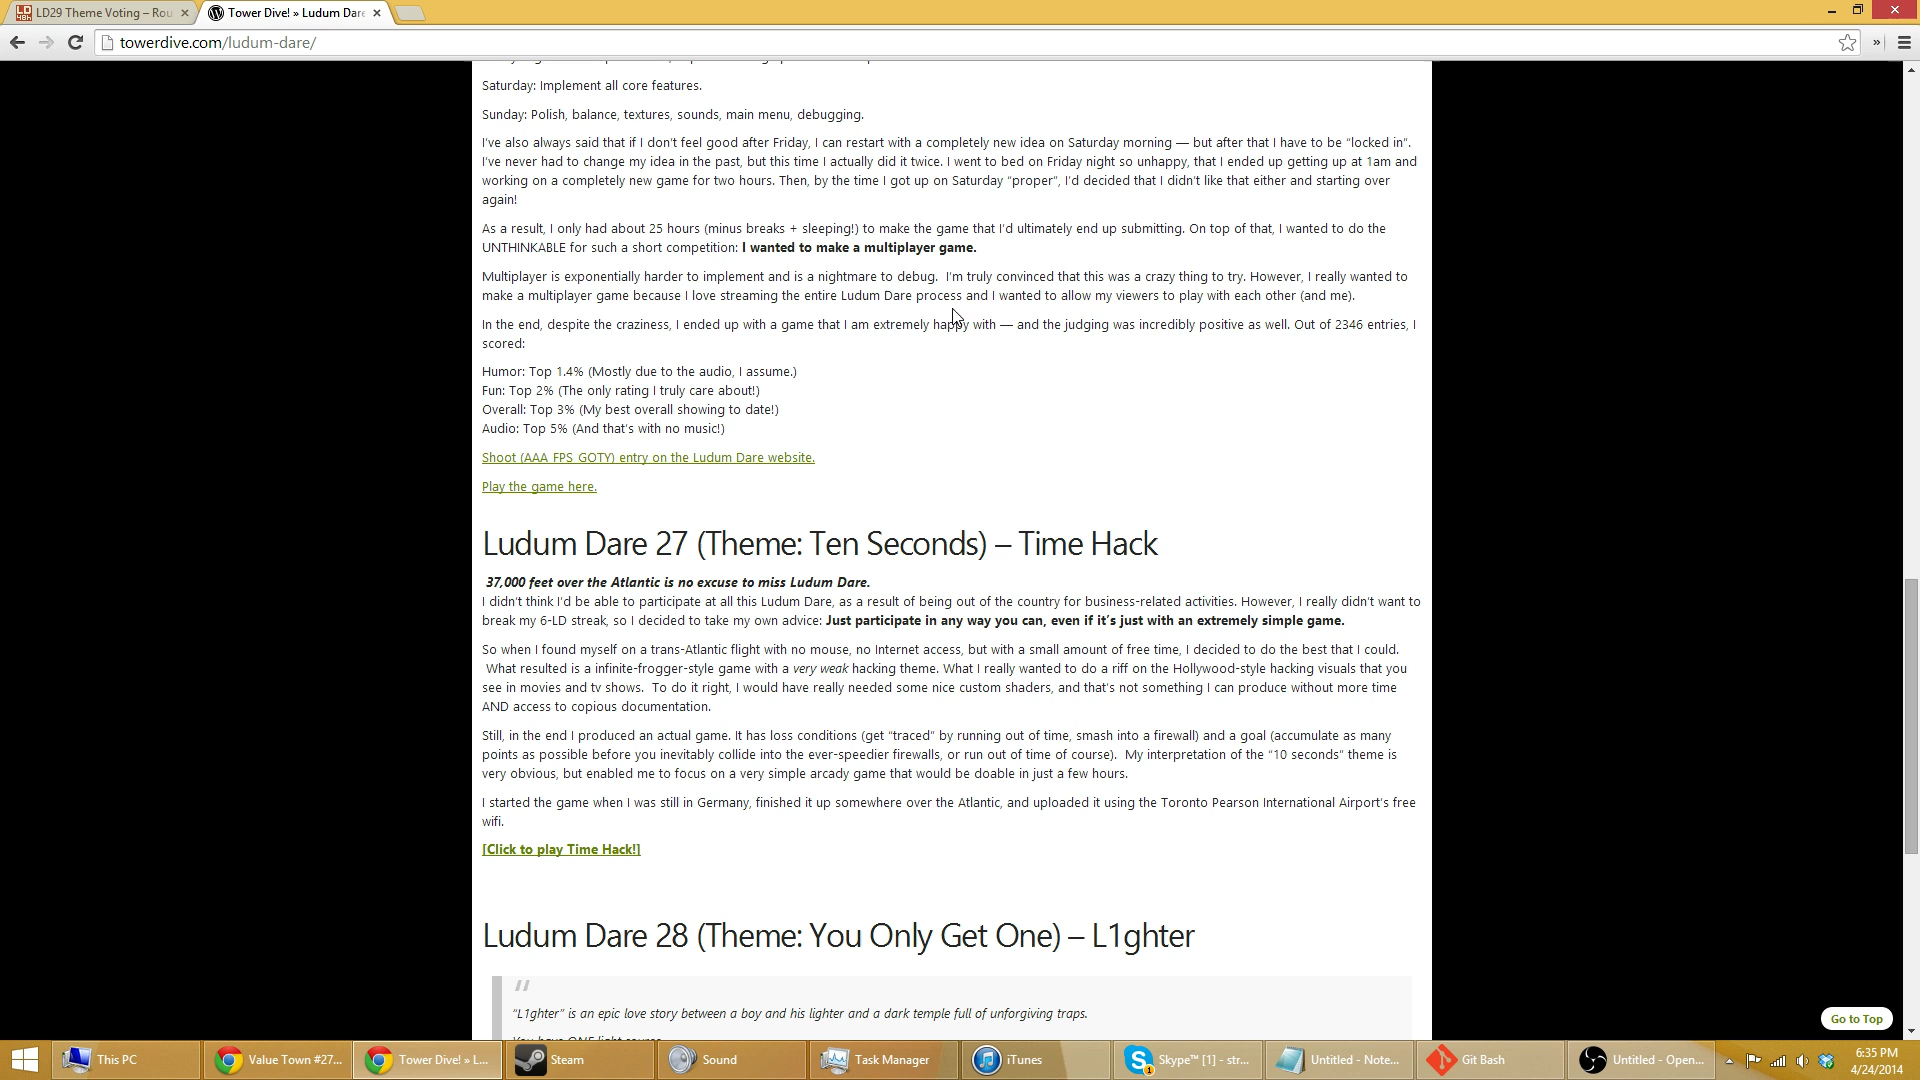 LD29 Theme Voting – Rou
Tower Dive! » Ludum Dare
towerdive.com/ludum-dare/
Saturday: Implement all core features.
Sunday: Polish, balance, textures, sounds, main menu, debugging.
I've also always said that if I don't feel good after Friday, I can restart with a completely new idea on Saturday morning — but after that I have to be “locked in”.
I've never had to change my idea in the past, but this time I actually did it twice. I went to bed on Friday night so unhappy, that I ended up getting up at 1am and
working on a completely new game for two hours. Then, by the time I got up on Saturday “proper”, I'd decided that I didn't like that either and starting over
again!
As a result, I only had about 25 hours (minus breaks + sleeping!) to make the game that I'd ultimately end up submitting. On top of that, I wanted to do the
UNTHINKABLE for such a short competition: I wanted to make a multiplayer game.
Multiplayer is exponentially harder to implement and is a nightmare to debug.  I'm truly convinced that this was a crazy thing to try. However, I really wanted to
make a multiplayer game because I love streaming the entire Ludum Dare process and I wanted to allow my viewers to play with each other (and me).
In the end, despite the craziness, I ended up with a game that I am extremely happy with — and the judging was incredibly positive as well. Out of 2346 entries, I
scored:
Humor: Top 1.4% (Mostly due to the audio, I assume.)
Fun: Top 2% (The only rating I truly care about!)
Overall: Top 3% (My best overall showing to date!)
Audio: Top 5% (And that's with no music!)
Shoot (AAA FPS GOTY) entry on the Ludum Dare website.
Play the game here.
Ludum Dare 27 (Theme: Ten Seconds) – Time Hack
37,000 feet over the Atlantic is no excuse to miss Ludum Dare.
I didn't think I'd be able to participate at all this Ludum Dare, as a result of being out of the country for business-related activities. However, I really didn't want to
break my 6-LD streak, so I decided to take my own advice: Just participate in any way you can, even if it's just with an extremely simple game.
So when I found myself on a trans-Atlantic flight with no mouse, no Internet access, but with a small amount of free time, I decided to do the best that I could.
What resulted is a infinite-frogger-style game with a very weak hacking theme. What I really wanted to do a riff on the Hollywood-style hacking visuals that you
see in movies and tv shows.  To do it right, I would have really needed some nice custom shaders, and that's not something I can produce without more time
AND access to copious documentation.
Still, in the end I produced an actual game. It has loss conditions (get “traced” by running out of time, smash into a firewall) and a goal (accumulate as many
points as possible before you inevitably collide into the ever-speedier firewalls, or run out of time of course).  My interpretation of the “10 seconds” theme is
very obvious, but enabled me to focus on a very simple arcady game that would be doable in just a few hours.
I started the game when I was still in Germany, finished it up somewhere over the Atlantic, and uploaded it using the Toronto Pearson International Airport's free
wifi.
[Click to play Time Hack!]
Ludum Dare 28 (Theme: You Only Get One) – L1ghter
“L1ghter” is an epic love story between a boy and his lighter and a dark temple full of unforgiving traps.
Go to Top
This PC
Value Town #27...
Tower Dive! » L...
Steam
Sound
Task Manager
iTunes
Skype™ [1] - str...
Untitled - Note...
Git Bash
Untitled - Open...
6:35 PM
4/24/2014